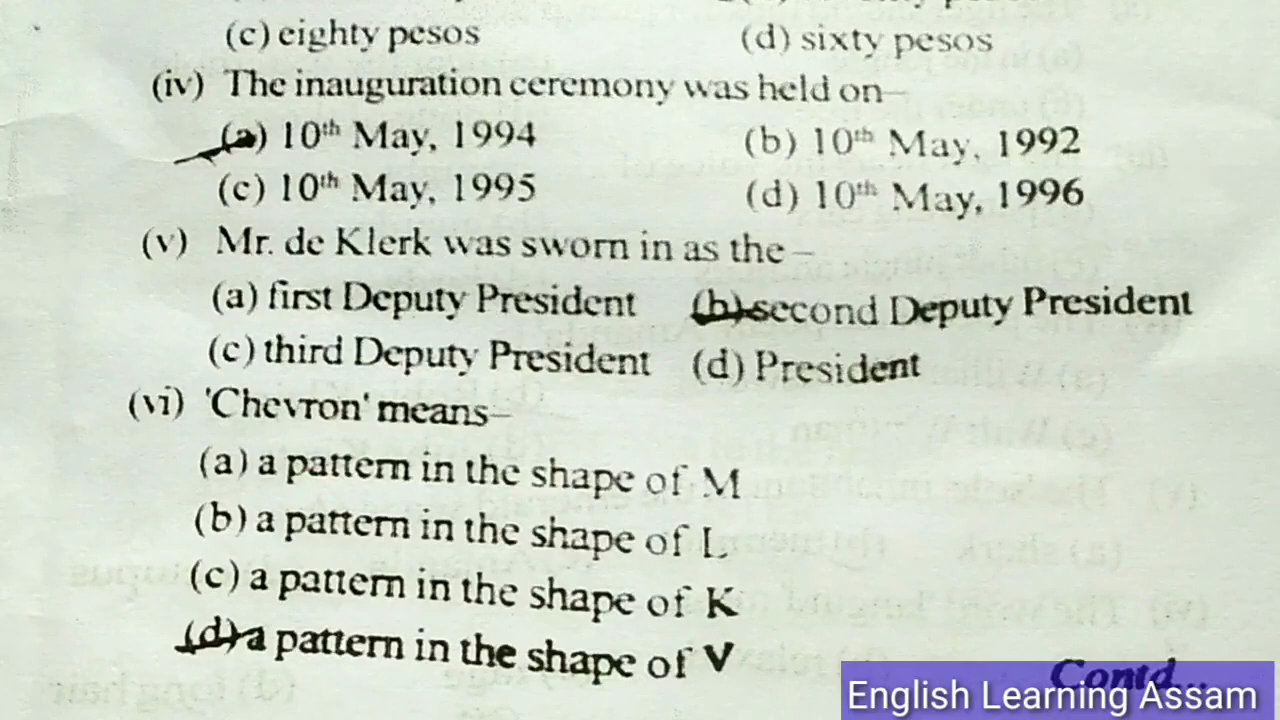 (c) eighty pesos (d) sixty pesos
(iv) The inauguration ceremony was held on–
(a) 10th May, 1994 (b) 10th May, 1992
(c) 10th May, 1995 (d) 10th May, 1996
(v) Mr. de Klerk was sworn in as the –
(a) first Deputy President (b) second Deputy President
(c) third Deputy President (d) President
(vi) 'Chevron' means–
(a) a pattern in the shape of M
(b) a pattern in the shape of L
(c) a pattern in the shape of K
(d) a pattern in the shape of V
Contd...
English Learning Assam